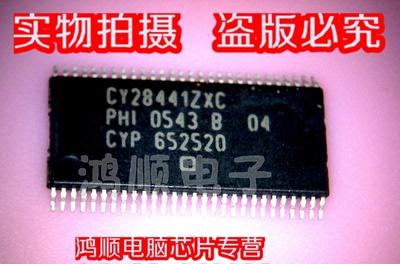 实物拍摄 盗版必究
CY28441ZXC
PHI 0543 B 04
CYP 652520
鸿顺电子
鸿顺电脑芯片专营